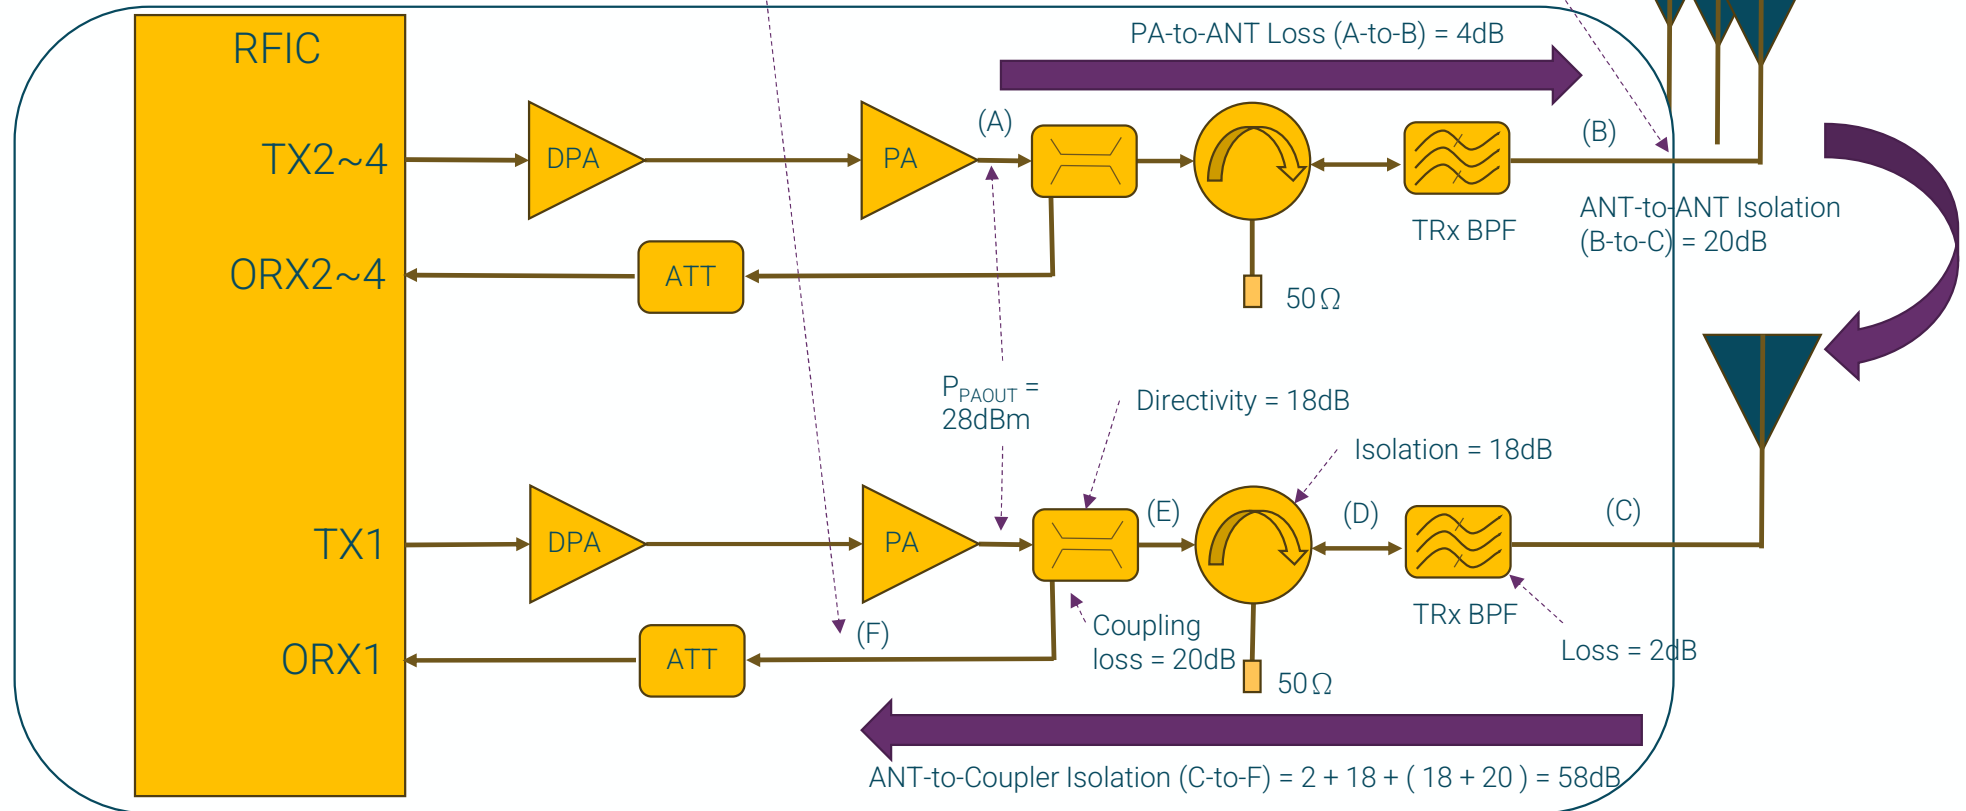 RFIC
PA-to-ANT Loss (A-to-B) = 4dB
(A)
(B)
TX2~4
DPA
PA
TRx BPF
ANT-to-ANT Isolation
(B-to-C) = 20dB
ORX2~4
ATT
50Ω
P_PAOUT =
28dBm
Directivity = 18dB
Isolation = 18dB
(E)
(D)
(C)
TX1
DPA
PA
TRx BPF
(F)
Coupling
loss = 20dB
Loss = 2dB
ORX1
ATT
50Ω
ANT-to-Coupler Isolation (C-to-F) = 2 + 18 + ( 18 + 20 ) = 58dB